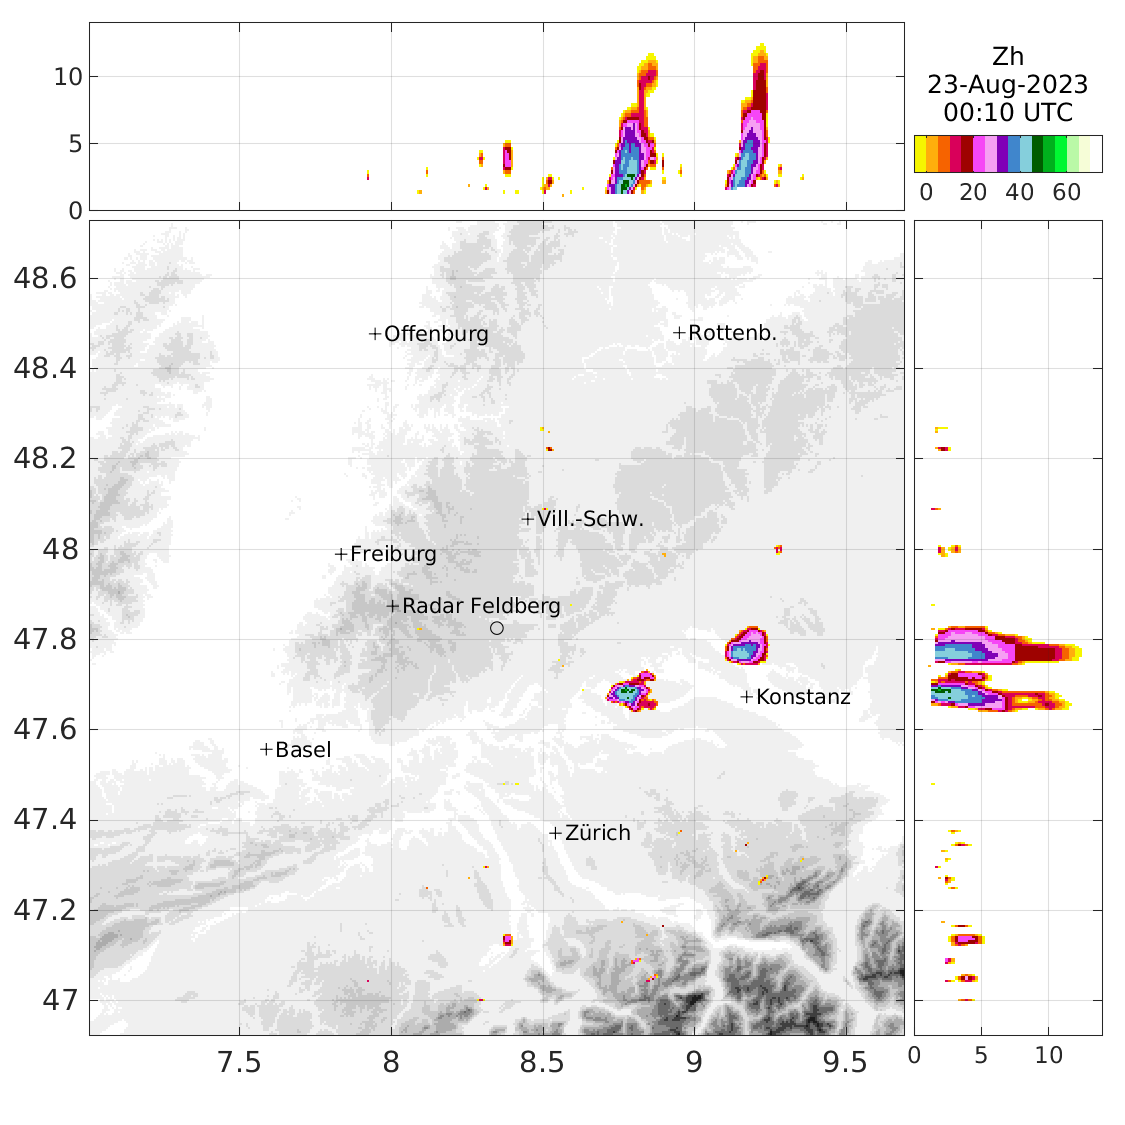 10
5
0
Zh
23-Aug-2023
00:10 UTC
0 20 40 60
48.6
48.4
48.2
48
47.8
47.6
47.4
47.2
47
Offenburg
Rottenb.
Vill.-Schw.
Freiburg
Radar Feldberg
Konstanz
Basel
Zürich
7.5 8 8.5 9 9.5
0 5 10